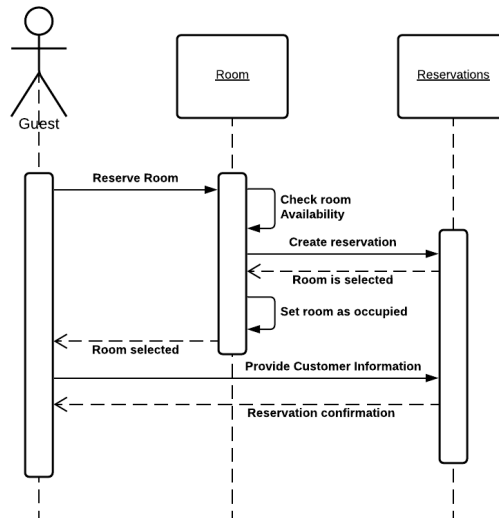 Room
Reservations
Guest
Reserve Room
Check room
Availability
Create reservation
Room is selected
Set room as occupied
Room selected
Provide Customer Information
Reservation confirmation